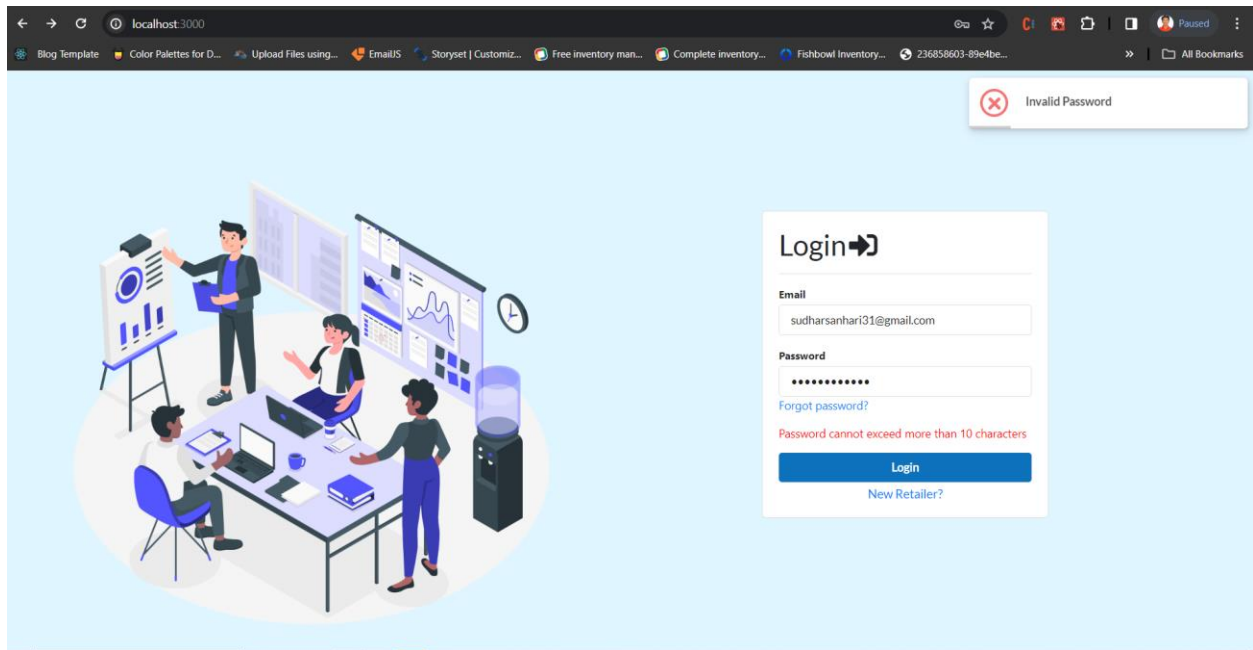 localhost:3000
Paused
Blog Template
Color Palettes for D...
Upload Files using...
EmailJS
Storyset | Customiz...
Free inventory man...
Complete inventory...
Fishbowl Inventory...
236858603-89e4be...
»
All Bookmarks
Invalid Password
Login
Email
sudharsanhari31@gmail.com
Password
••••••••••••
Forgot password?
Password cannot exceed more than 10 characters
Login
New Retailer?